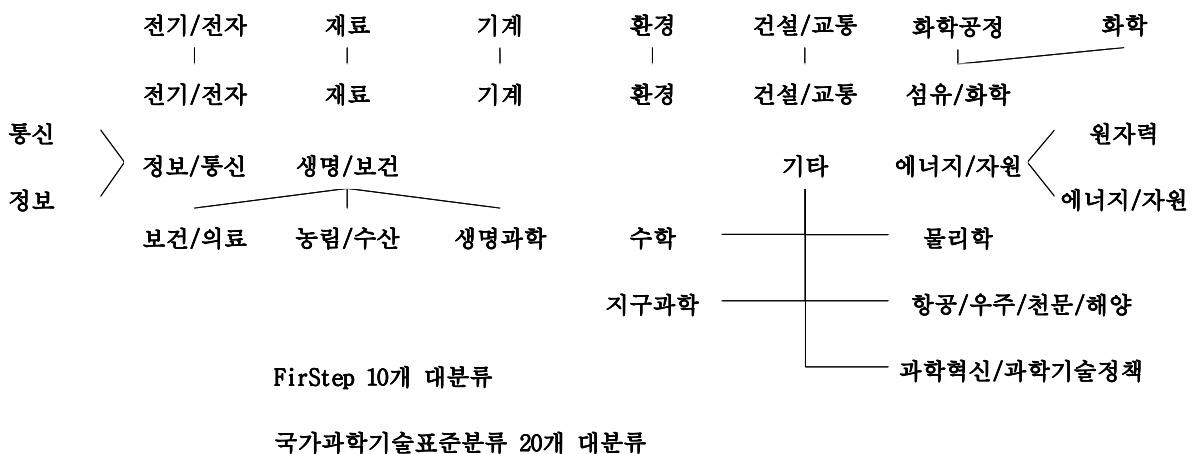 전기/전자 재료 기계 환경 건설/교통 화학공정 화학
전기/전자 재료 기계 환경 건설/교통 섬유/화학
통신 원자력
정보/통신 생명/보건 기타 에너지/자원
정보 에너지/자원
보건/의료 농림/수산 생명과학 수학 물리학
지구과학 항공/우주/천문/해양
과학혁신/과학기술정책
FirStep 10개 대분류
국가과학기술표준분류 20개 대분류